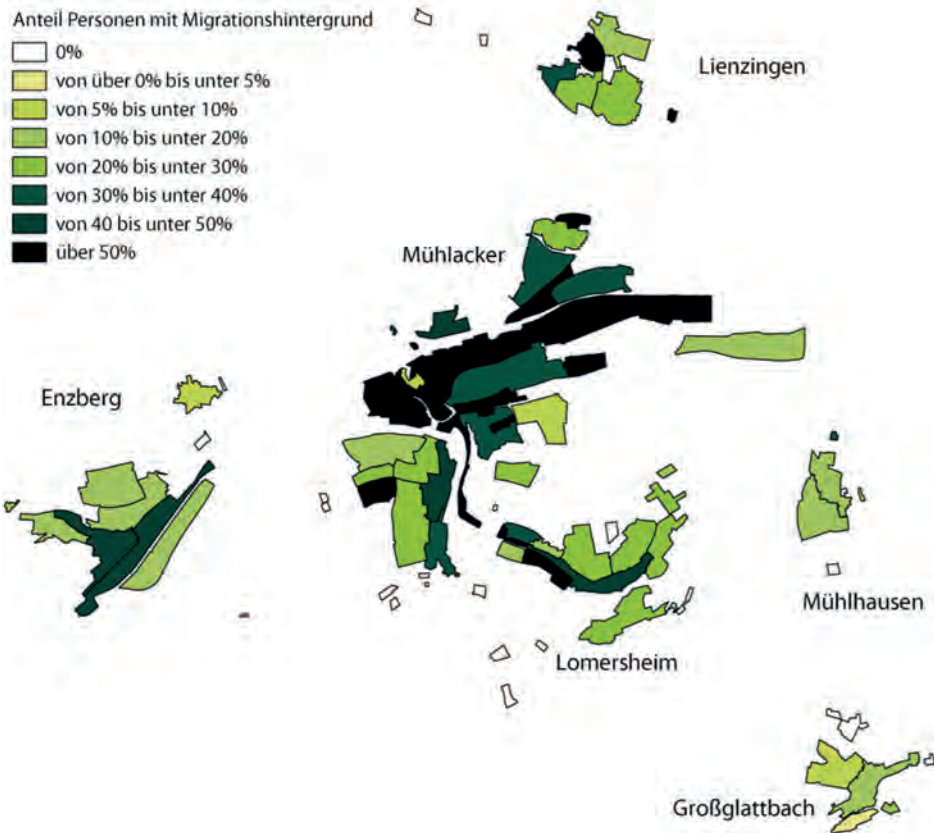 Anteil Personen mit Migrationshintergrund
0%
von über 0% bis unter 5%
von 5% bis unter 10%
von 10% bis unter 20%
von 20% bis unter 30%
von 30% bis unter 40%
von 40 bis unter 50%
über 50%
Lienzingen
Mühlacker
Enzberg
Mühlhausen
Lomersheim
Großglattbach